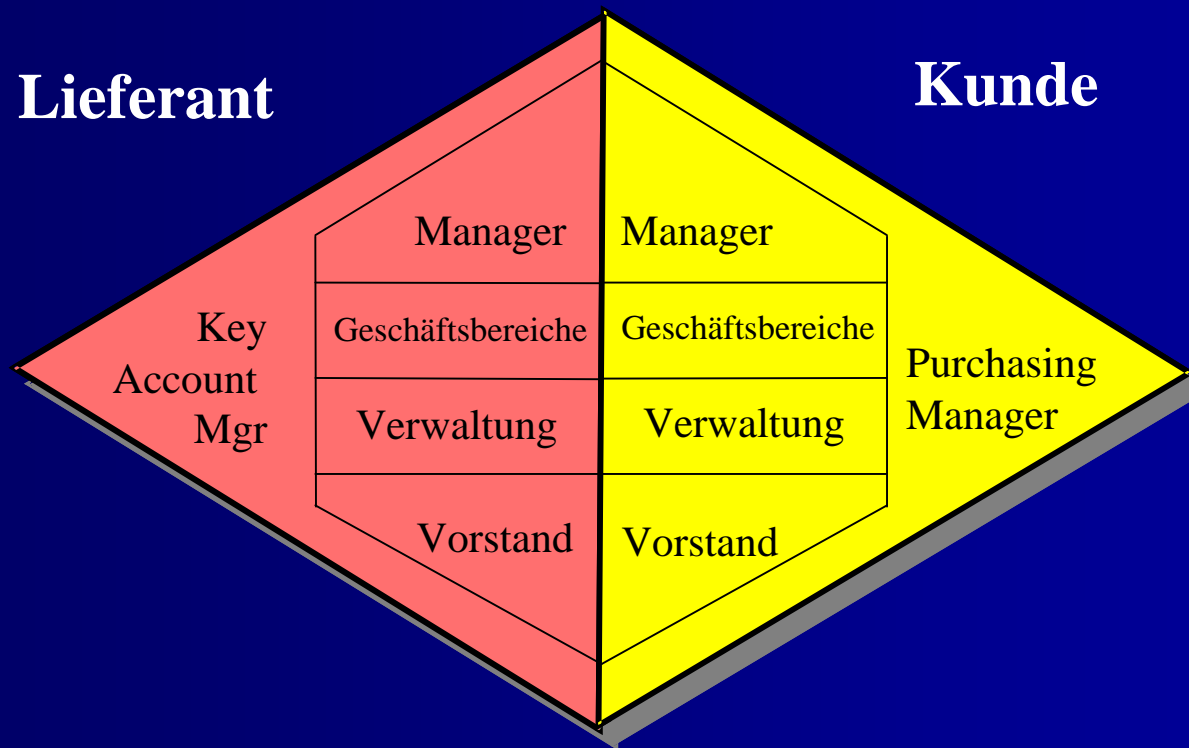 Lieferant
Kunde
Manager
Manager
Key
Account
Mgr
Geschäftsbereiche
Geschäftsbereiche
Purchasing
Manager
Verwaltung
Verwaltung
Vorstand
Vorstand